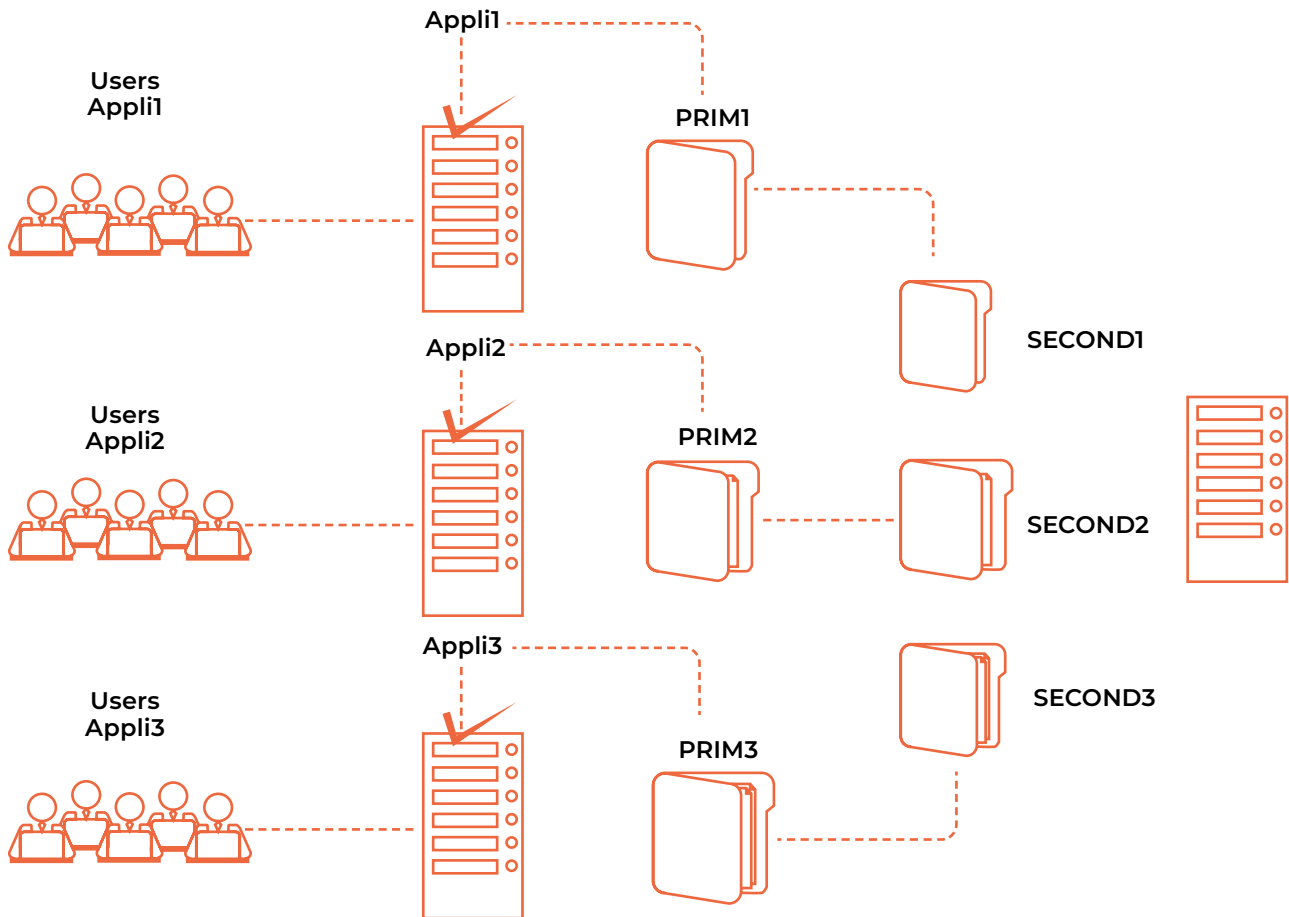 Appli1
Users
Appli1
PRIM1
SECOND1
Appli2
Users
Appli2
PRIM2
SECOND2
Appli3
Users
Appli3
SECOND3
PRIM3